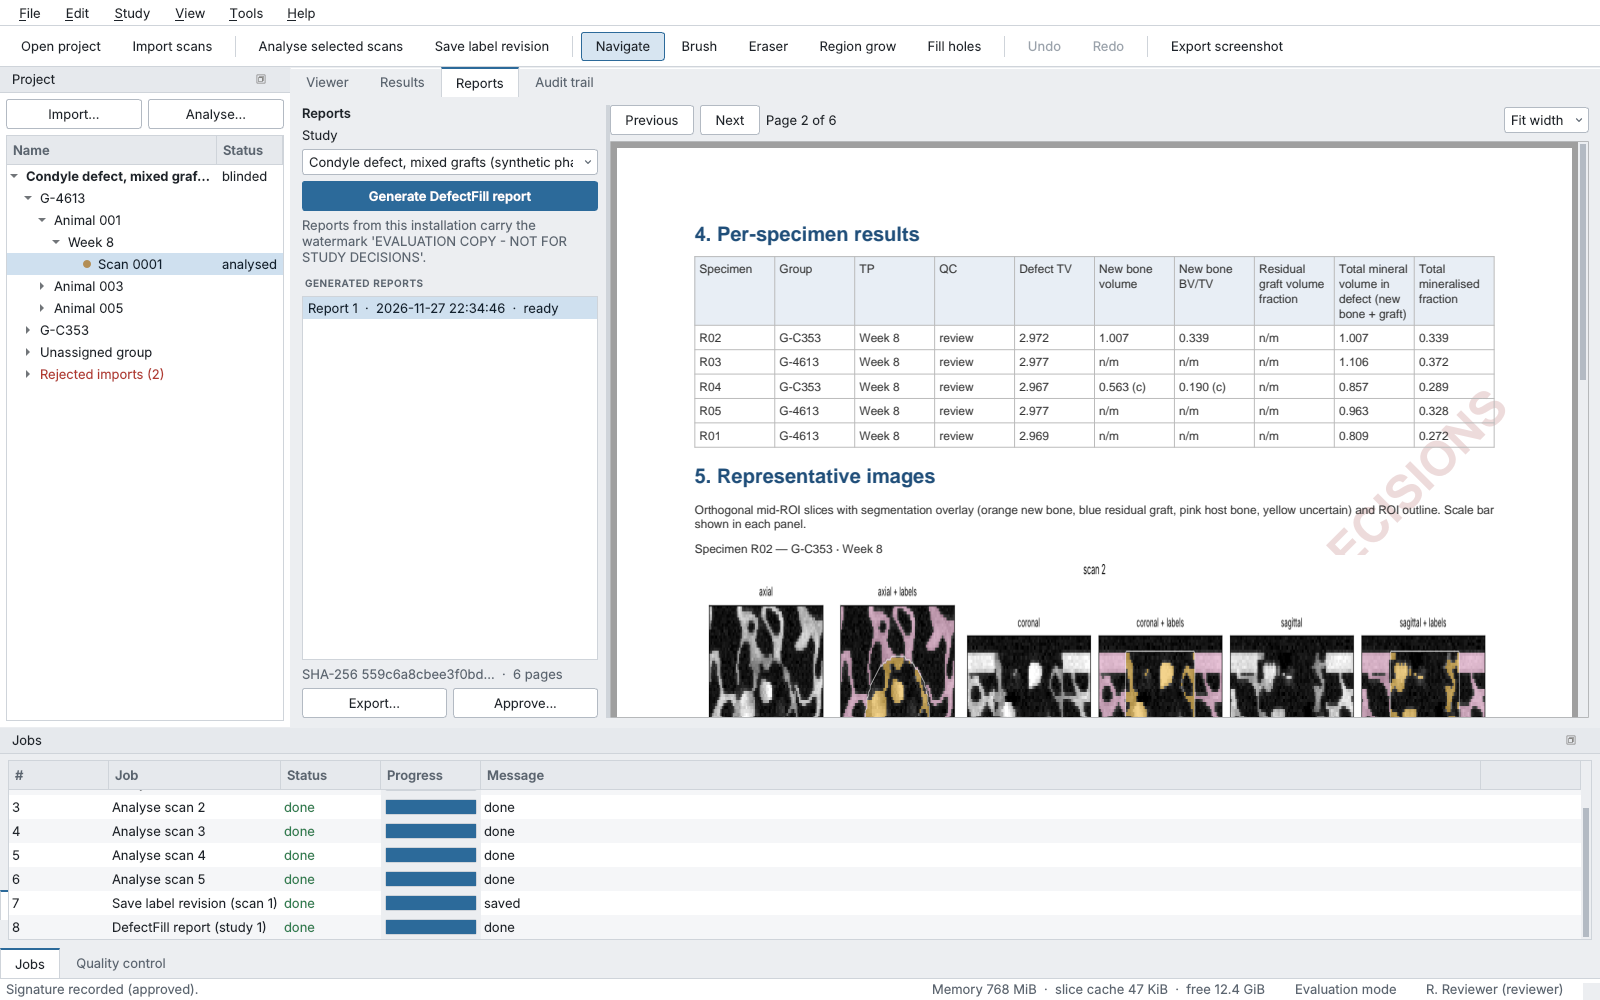 File Edit Study View Tools Help
Open project Import scans Analyse selected scans Save label revision Navigate Brush Eraser Region grow Fill holes Undo Redo Export screenshot
Project
Import... Analyse...
Name Status
Condyle defect, mixed graf... blinded
G-4613
Animal 001
Week 8
Scan 0001 analysed
Animal 003
Animal 005
G-C353
Unassigned group
Rejected imports (2)
Viewer Results Reports Audit trail
Reports
Study
Condyle defect, mixed grafts (synthetic pha
Generate DefectFill report
Reports from this installation carry the
watermark 'EVALUATION COPY - NOT FOR
STUDY DECISIONS'.
GENERATED REPORTS
Report 1 · 2026-11-27 22:34:46 · ready
SHA-256 559c6a8cbee3f0bd... · 6 pages
Export... Approve...
Previous Next Page 2 of 6 Fit width
4. Per-specimen results
Specimen Group TP QC Defect TV New bone volume New bone BV/TV Residual graft volume fraction Total mineral volume in defect (new bone + graft) Total mineralised fraction
R02 G-C353 Week 8 review 2.972 1.007 0.339 n/m 1.007 0.339
R03 G-4613 Week 8 review 2.977 n/m n/m n/m 1.106 0.372
R04 G-C353 Week 8 review 2.967 0.563 (c) 0.190 (c) n/m 0.857 0.289
R05 G-4613 Week 8 review 2.977 n/m n/m n/m 0.963 0.328
R01 G-4613 Week 8 review 2.969 n/m n/m n/m 0.809 0.272
ECISIONS
5. Representative images
Orthogonal mid-ROI slices with segmentation overlay (orange new bone, blue residual graft, pink host bone, yellow uncertain) and ROI outline. Scale bar
shown in each panel.
Specimen R02 — G-C353 · Week 8
scan 2
axial axial + labels coronal coronal + labels sagittal sagittal + labels
Jobs
# Job Status Progress Message
3 Analyse scan 2 done done
4 Analyse scan 3 done done
5 Analyse scan 4 done done
6 Analyse scan 5 done done
7 Save label revision (scan 1) done saved
8 DefectFill report (study 1) done done
Jobs Quality control
Signature recorded (approved). Memory 768 MiB · slice cache 47 KiB · free 12.4 GiB Evaluation mode R. Reviewer (reviewer)